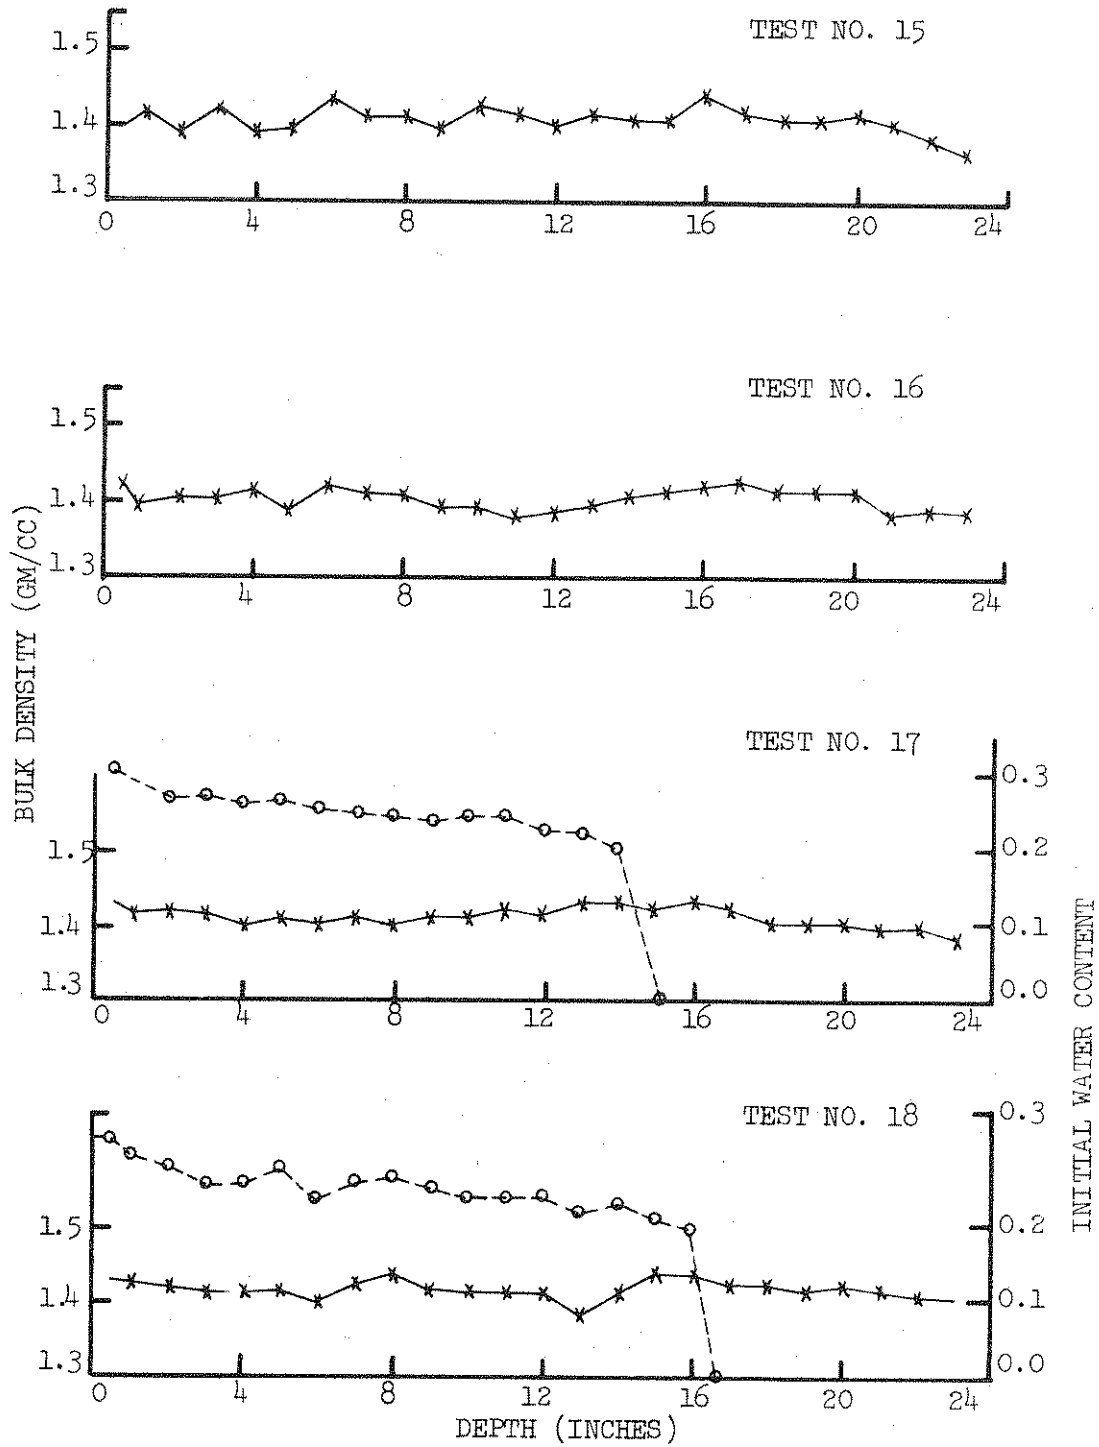 TEST NO. 15
1.5
1.4
1.3
0 4 8 12 16 20 24
TEST NO. 16
1.5
1.4
1.3
0 4 8 12 16 20 24
BULK DENSITY (GM/CC)
TEST NO. 17
1.5
1.4
1.3
0.3
0.2
0.1
0.0
0 4 8 12 16 20 24
INITIAL WATER CONTENT
TEST NO. 18
1.5
1.4
1.3
0.3
0.2
0.1
0.0
0 4 8 12 16 20 24
DEPTH (INCHES)